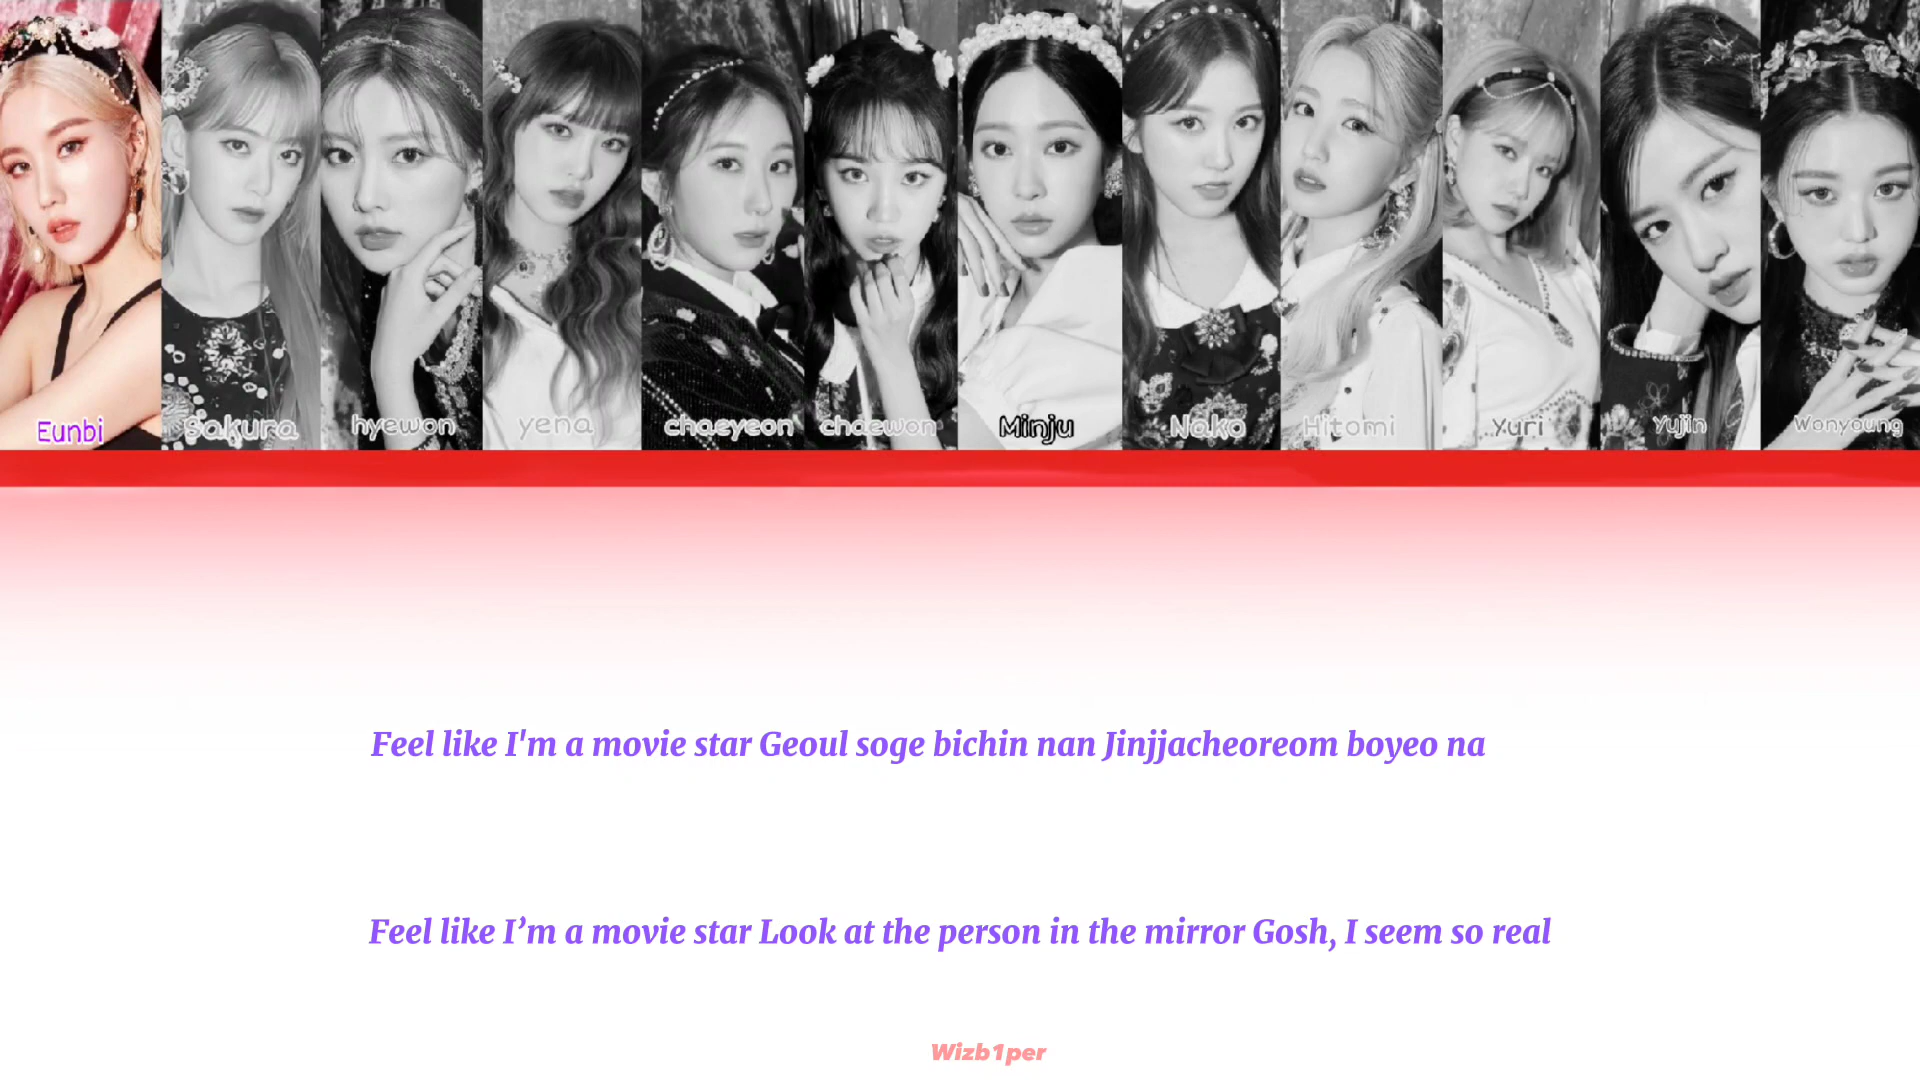 Eunbi
Sakura
hyewon
yena
chaeyeon
chaewon
Minju
Nako
Hitomi
Yuri
Yujin
Wonyoung
Feel like I'm a movie star Geoul soge bichin nan Jinjjacheoreom boyeo na
Feel like I’m a movie star Look at the person in the mirror Gosh, I seem so real
Wizb1per